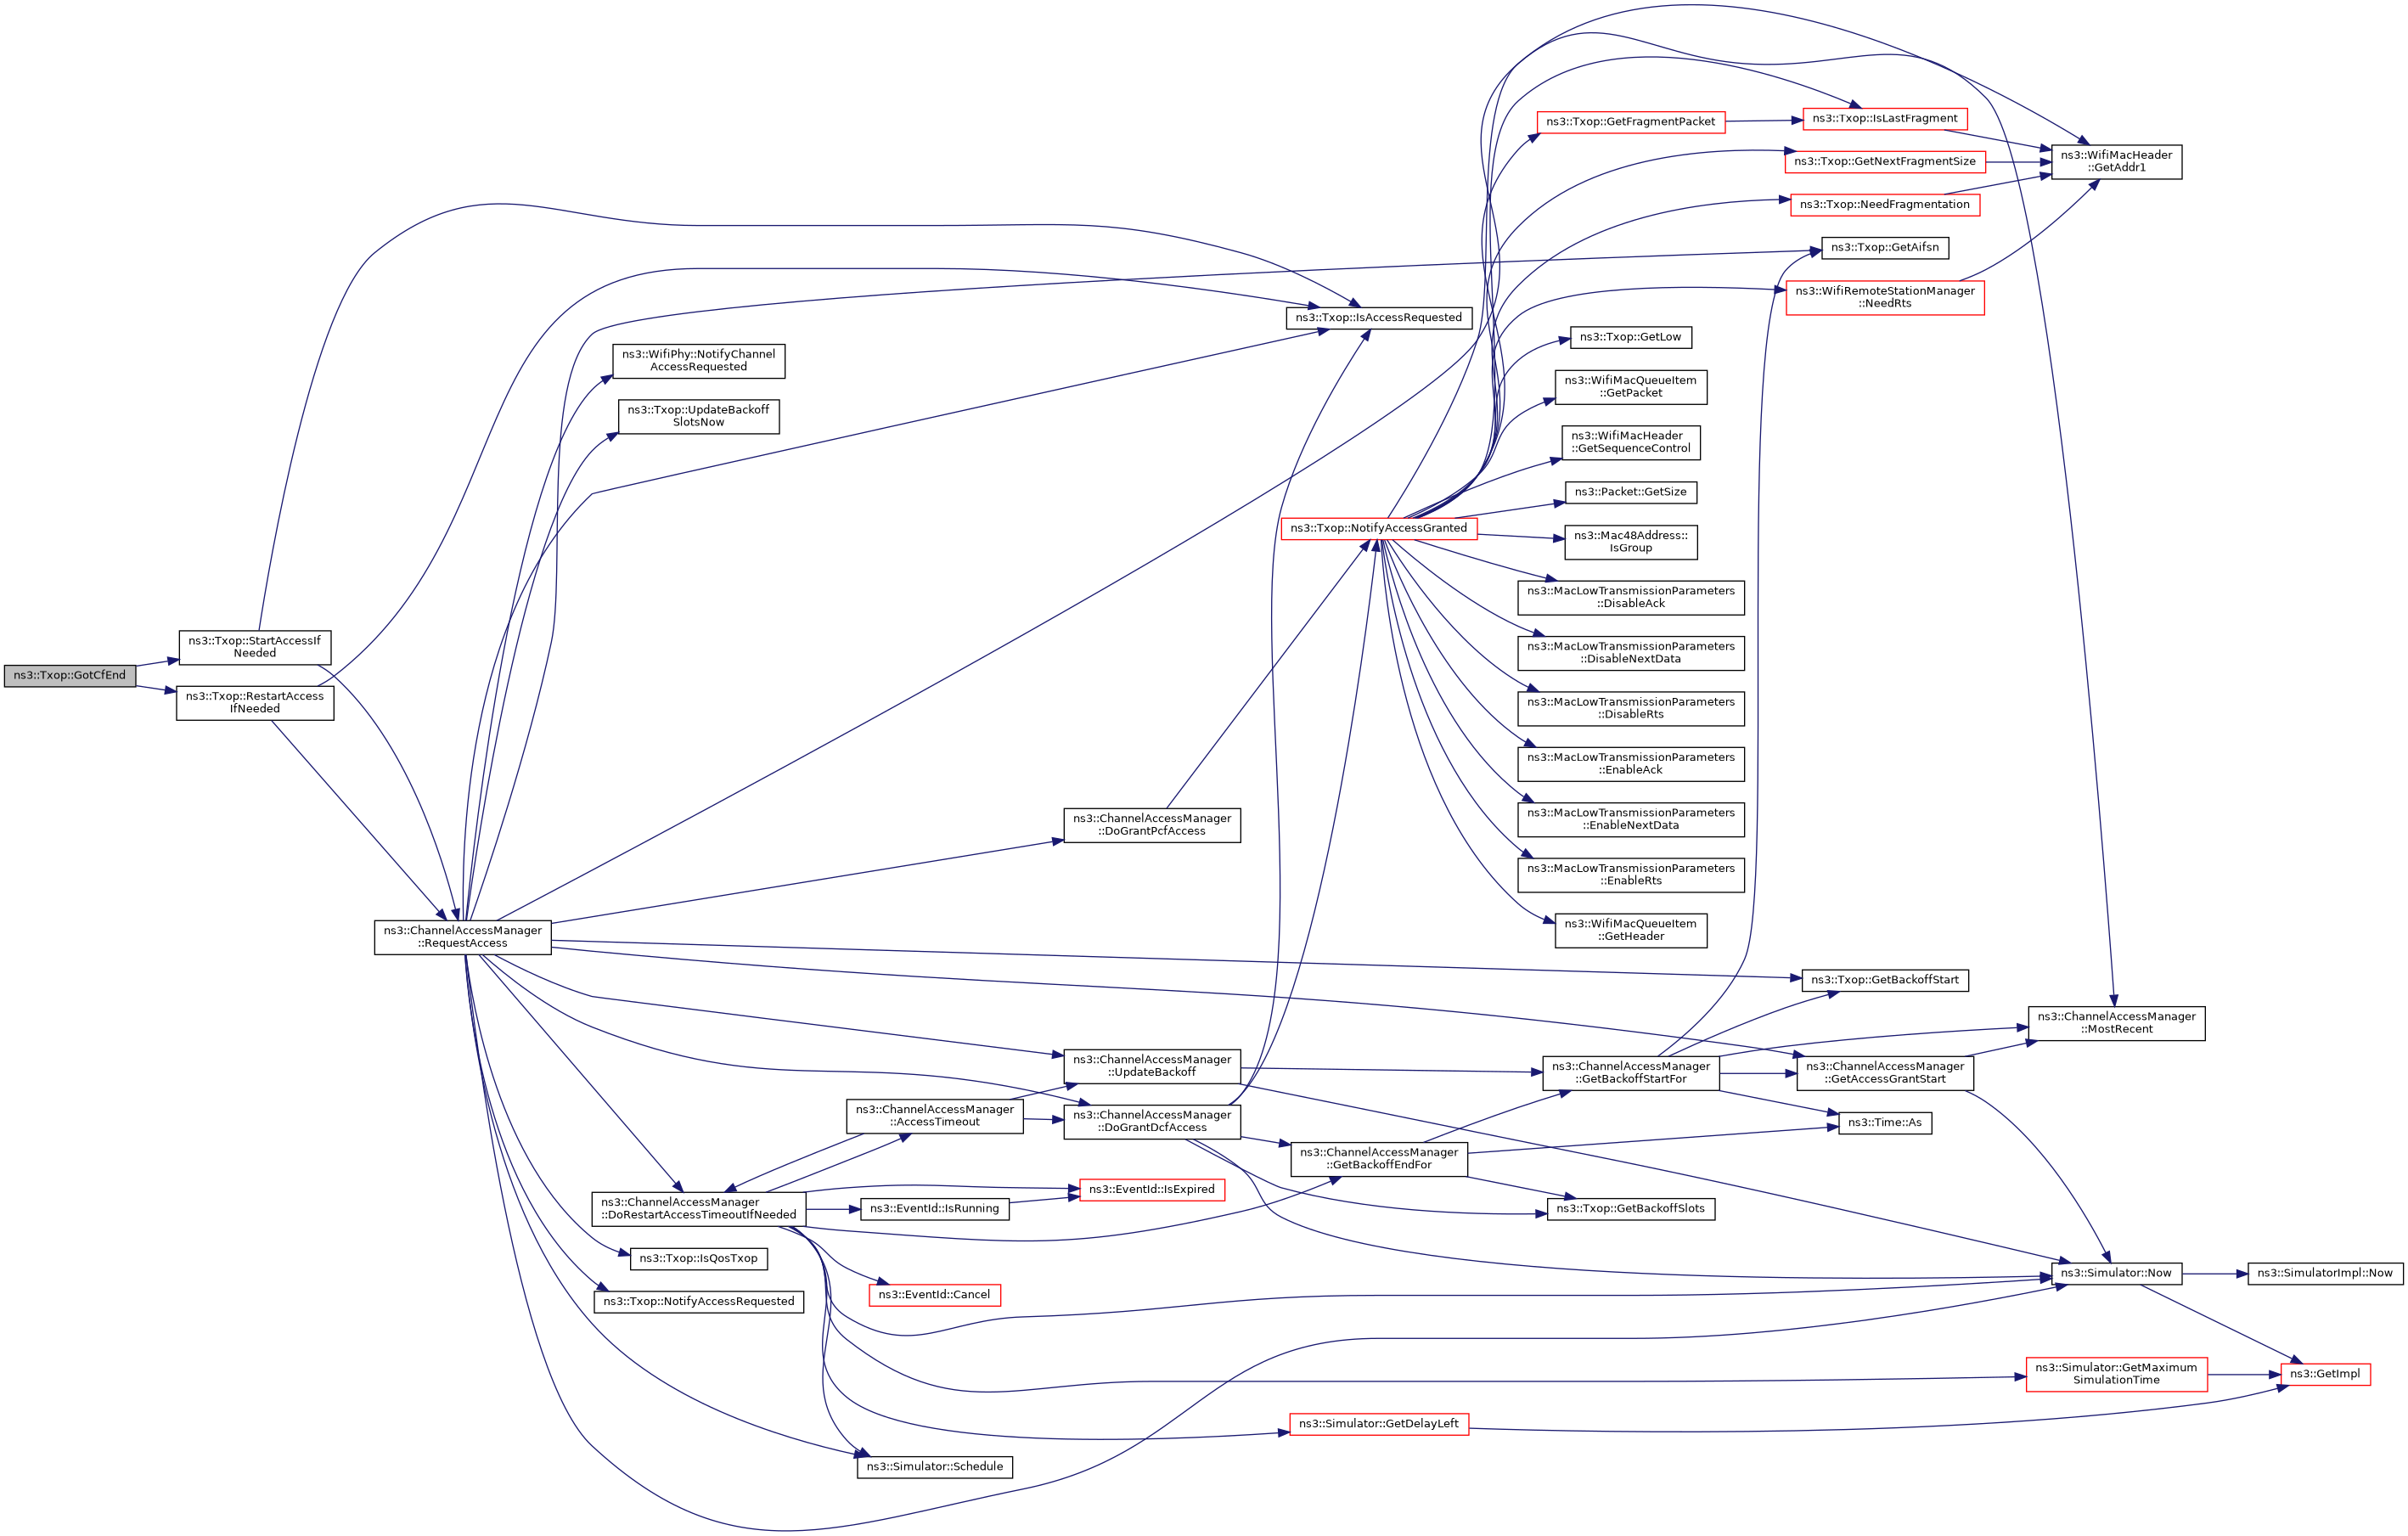 ns3::Txop::GotCfEnd
ns3::Txop::StartAccessIf
Needed
ns3::Txop::RestartAccess
IfNeeded
ns3::ChannelAccessManager
::RequestAccess
ns3::WifiPhy::NotifyChannel
AccessRequested
ns3::Txop::UpdateBackoff
SlotsNow
ns3::ChannelAccessManager
::DoRestartAccessTimeoutIfNeeded
ns3::Txop::IsQosTxop
ns3::Txop::NotifyAccessRequested
ns3::ChannelAccessManager
::AccessTimeout
ns3::EventId::IsRunning
ns3::EventId::Cancel
ns3::Simulator::Schedule
ns3::ChannelAccessManager
::DoGrantPcfAccess
ns3::ChannelAccessManager
::UpdateBackoff
ns3::ChannelAccessManager
::DoGrantDcfAccess
ns3::EventId::IsExpired
ns3::Txop::IsAccessRequested
ns3::Txop::NotifyAccessGranted
ns3::ChannelAccessManager
::GetBackoffEndFor
ns3::Simulator::GetDelayLeft
ns3::Txop::GetFragmentPacket
ns3::Txop::GetLow
ns3::WifiMacQueueItem
::GetPacket
ns3::WifiMacHeader
::GetSequenceControl
ns3::Packet::GetSize
ns3::Mac48Address::
IsGroup
ns3::MacLowTransmissionParameters
::DisableAck
ns3::MacLowTransmissionParameters
::DisableNextData
ns3::MacLowTransmissionParameters
::DisableRts
ns3::MacLowTransmissionParameters
::EnableAck
ns3::MacLowTransmissionParameters
::EnableNextData
ns3::MacLowTransmissionParameters
::EnableRts
ns3::WifiMacQueueItem
::GetHeader
ns3::ChannelAccessManager
::GetBackoffStartFor
ns3::Txop::GetBackoffSlots
ns3::Txop::IsLastFragment
ns3::Txop::GetNextFragmentSize
ns3::Txop::NeedFragmentation
ns3::Txop::GetAifsn
ns3::WifiRemoteStationManager
::NeedRts
ns3::Txop::GetBackoffStart
ns3::ChannelAccessManager
::GetAccessGrantStart
ns3::Time::As
ns3::WifiMacHeader
::GetAddr1
ns3::ChannelAccessManager
::MostRecent
ns3::Simulator::Now
ns3::Simulator::GetMaximum
SimulationTime
ns3::SimulatorImpl::Now
ns3::GetImpl